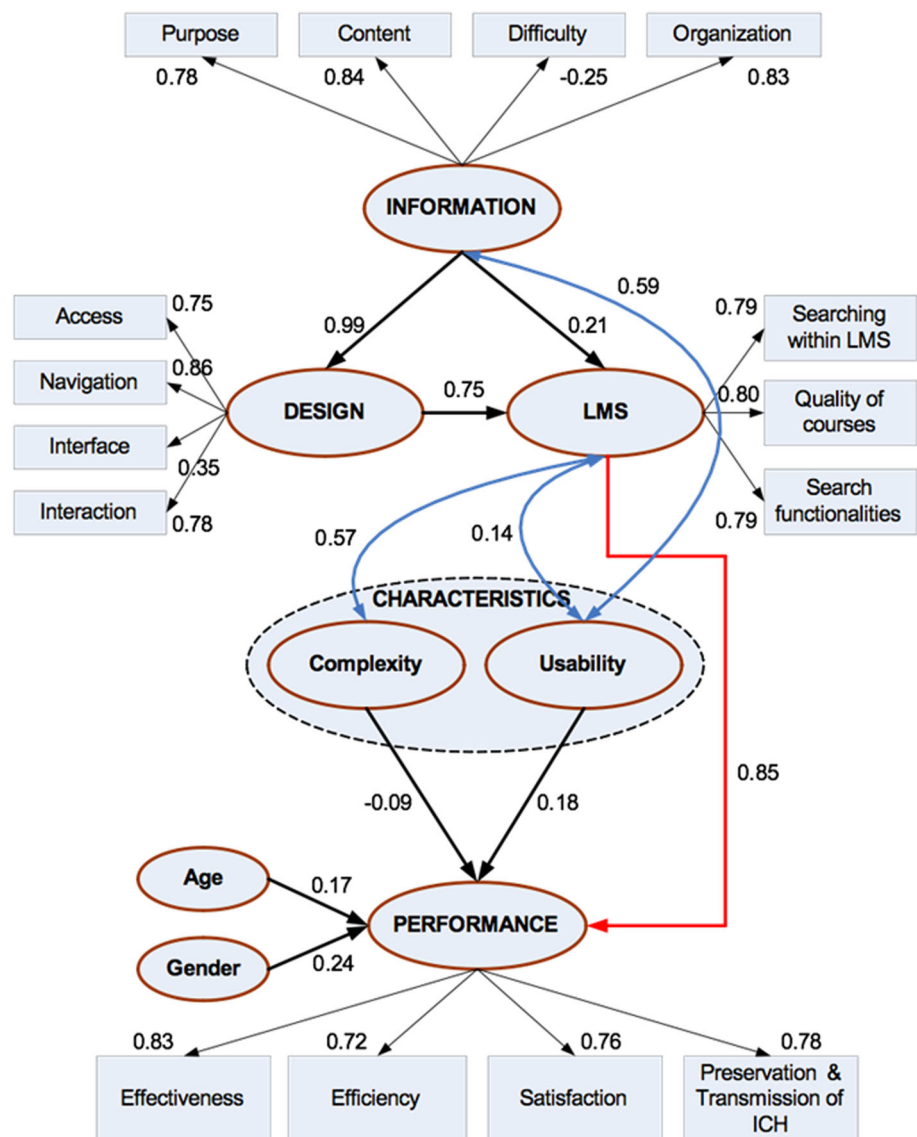 Purpose
Content
Difficulty
Organization
0.78
0.84
-0.25
0.83
INFORMATION
0.59
0.99
0.21
Access
0.75
Navigation
0.86
Interface
0.35
Interaction
0.78
DESIGN
0.75
LMS
0.79
Searching
within LMS
0.80
Quality of
courses
0.79
Search
functionalities
0.57
0.14
CHARACTERISTICS
Complexity
Usability
-0.09
0.18
0.85
Age
0.17
Gender
0.24
PERFORMANCE
0.83
0.72
0.76
0.78
Effectiveness
Efficiency
Satisfaction
Preservation &
Transmission of
ICH